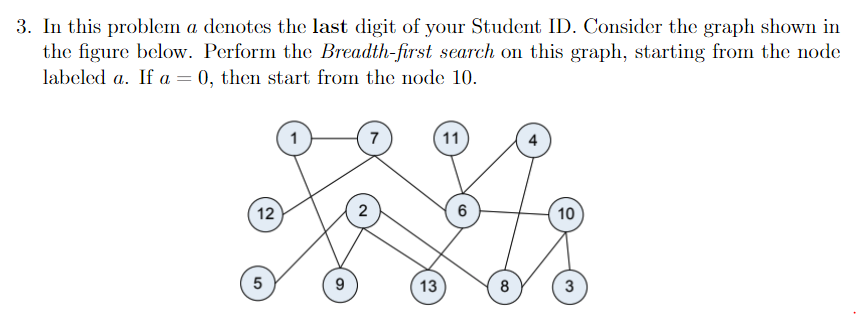 3. In this problem a denotes the last digit of your Student ID. Consider the graph shown in
the figure below. Perform the Breadth-first search on this graph, starting from the node
labeled a. If a = 0, then start from the node 10.
1 7 11 4
12 2 6 10
5 9 13 8 3